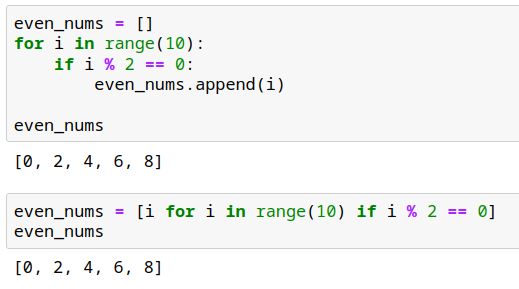 even_nums = []
for i in range(10):
    if i % 2 == 0:
        even_nums.append(i)
even_nums
[0, 2, 4, 6, 8]
even_nums = [i for i in range(10) if i % 2 == 0]
even_nums
[0, 2, 4, 6, 8]